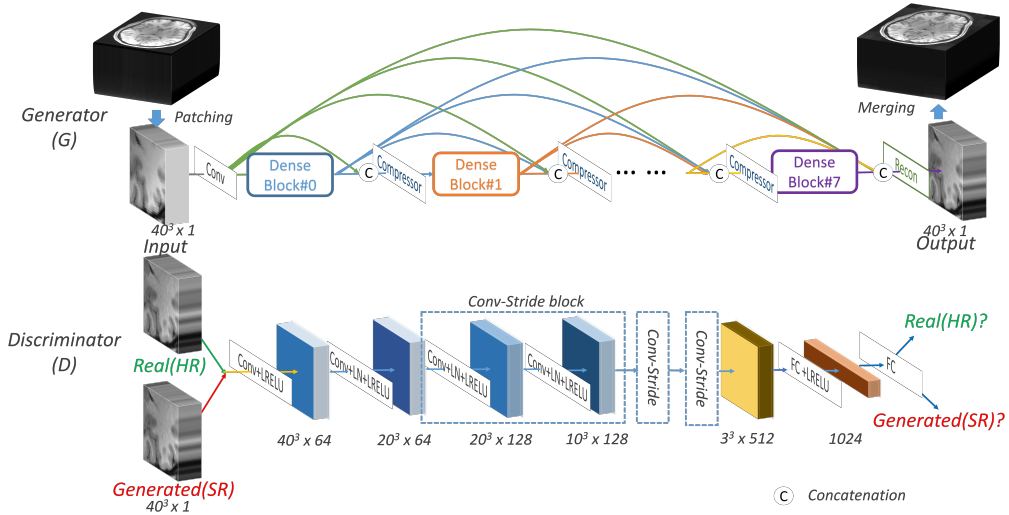 Generator
(G)
Patching
Merging
Conv
Dense
Block#0
C
Compressor
Dense
Block#1
C
Compressor
... ...
C
Compressor
Dense
Block#7
C
Recon
40³ x 1
Input
40³ x 1
Output
Discriminator
(D)
Real(HR)
Generated(SR)
40³ x 1
Conv-Stride block
Conv+LRELU
Conv+LN+LRELU
Conv+LN+LRELU
Conv+LN+LRELU
Conv-Stride
Conv-Stride
FC +LRELU
FC
Real(HR)?
Generated(SR)?
40³ x 64
20³ x 64
20³ x 128
10³ x 128
3³ x 512
1024
C Concatenation